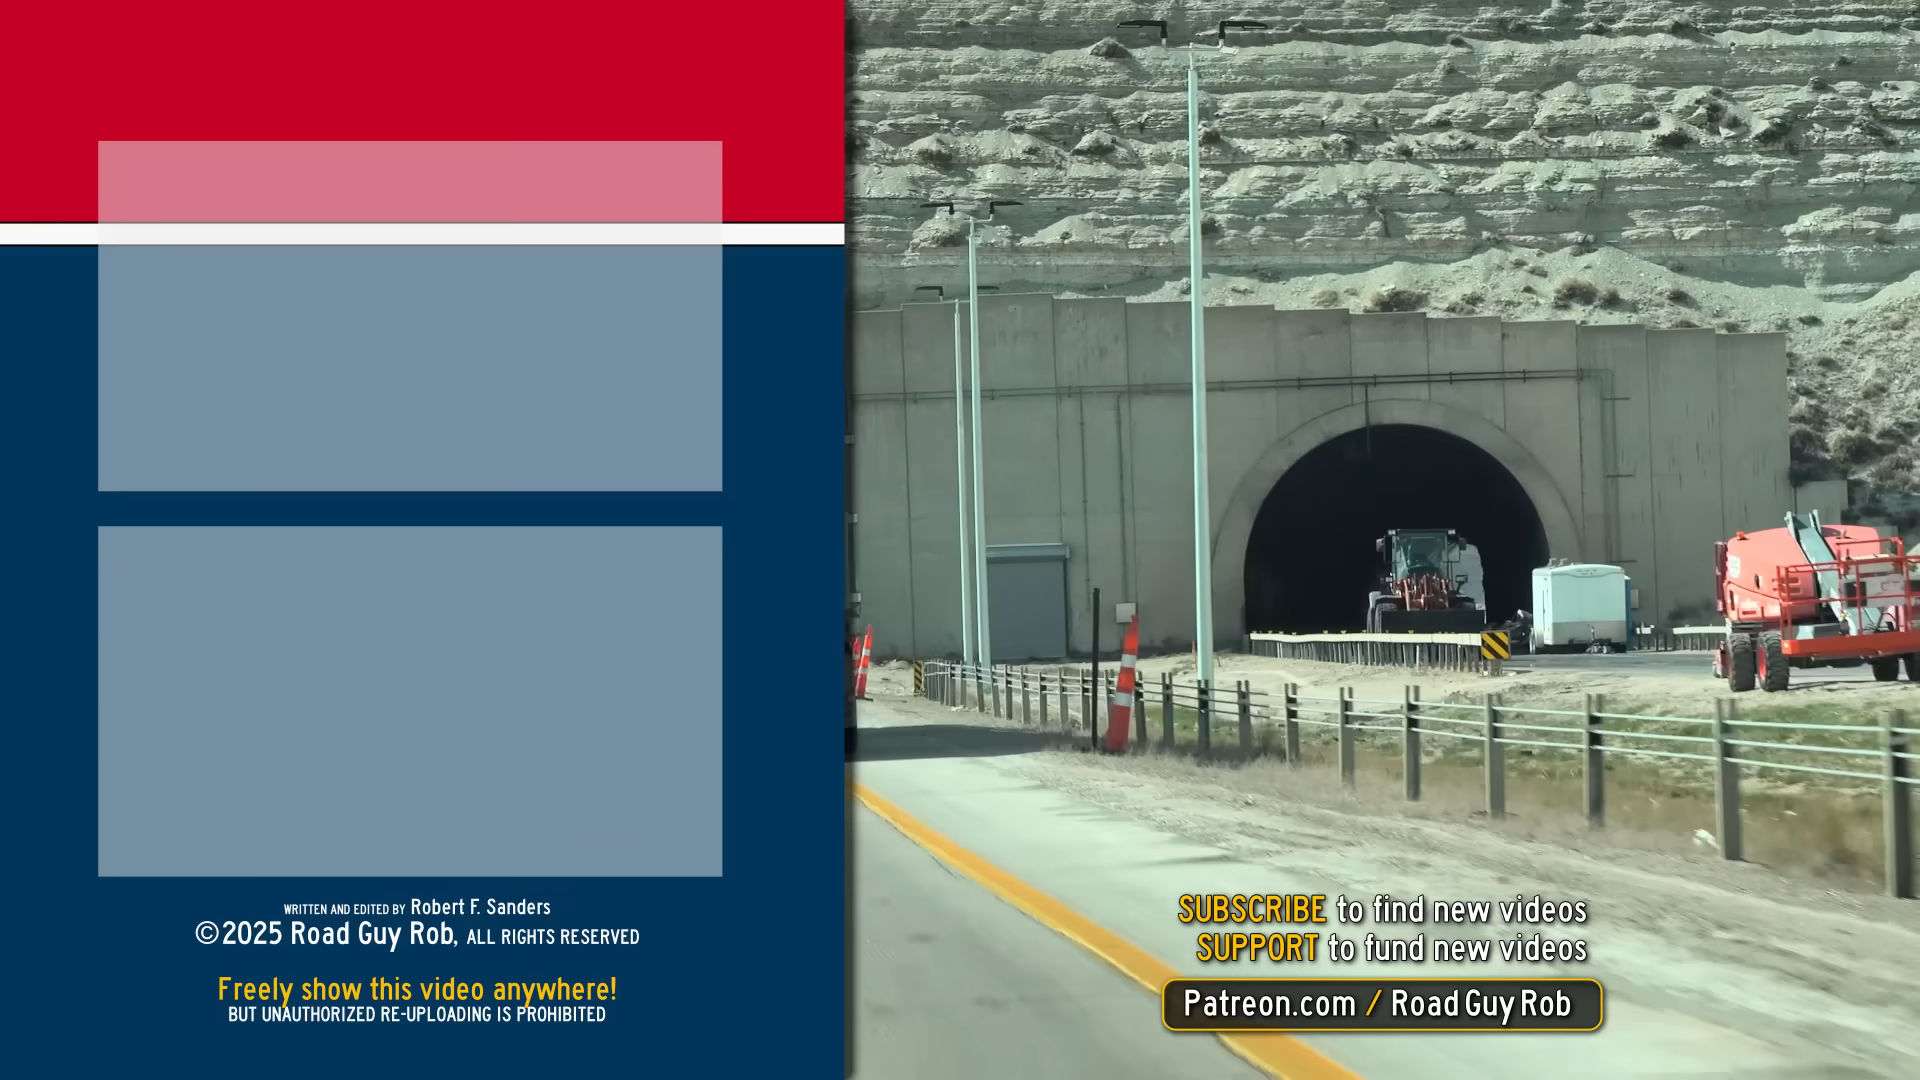 WRITTEN AND EDITED BY Robert F. Sanders
©2025 Road Guy Rob, ALL RIGHTS RESERVED
Freely show this video anywhere!
BUT UNAUTHORIZED RE-UPLOADING IS PROHIBITED
SUBSCRIBE to find new videos
SUPPORT to fund new videos
Patreon.com / Road Guy Rob